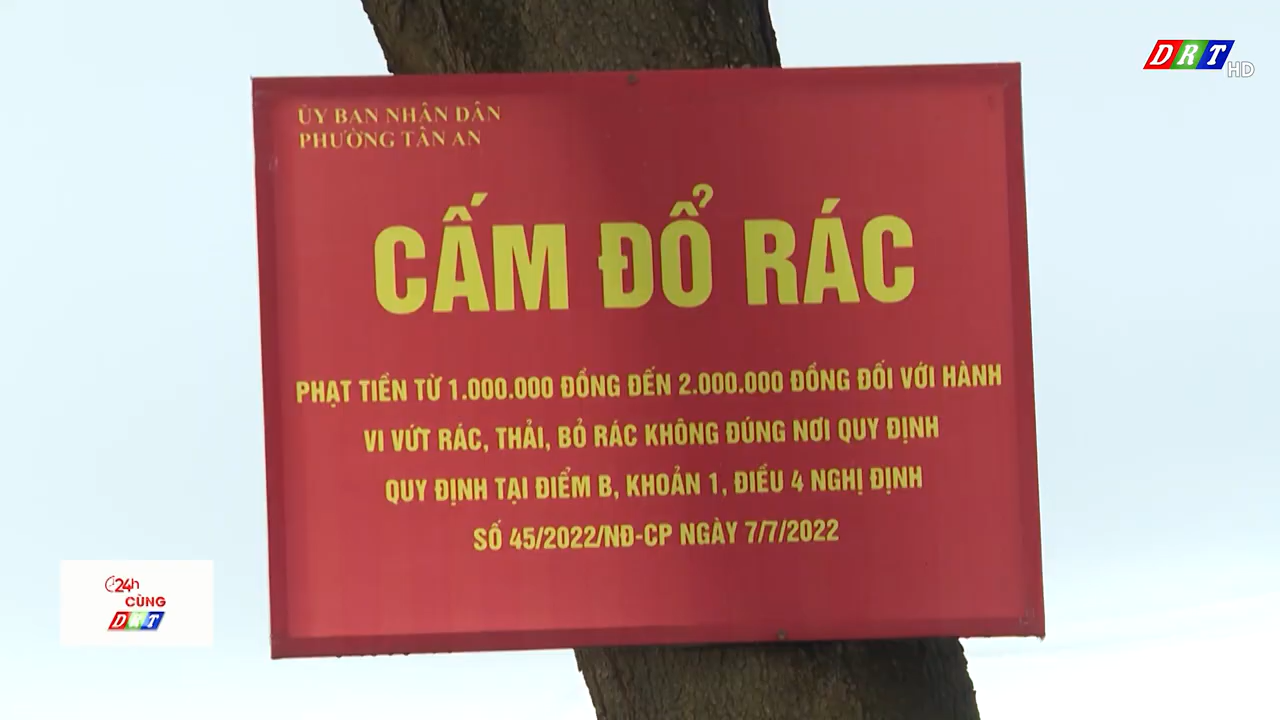 DRT HD
ỦY BAN NHÂN DÂN
PHƯỜNG TÂN AN
CẤM ĐỔ RÁC
PHẠT TIỀN TỪ 1.000.000 ĐỒNG ĐẾN 2.000.000 ĐỒNG ĐỐI VỚI HÀNH
VI VỨT RÁC, THẢI, BỎ RÁC KHÔNG ĐÚNG NƠI QUY ĐỊNH
QUY ĐỊNH TẠI ĐIỂM B, KHOẢN 1, ĐIỀU 4 NGHỊ ĐỊNH
SỐ 45/2022/NĐ-CP NGÀY 7/7/2022
24h
CÙNG
DRT